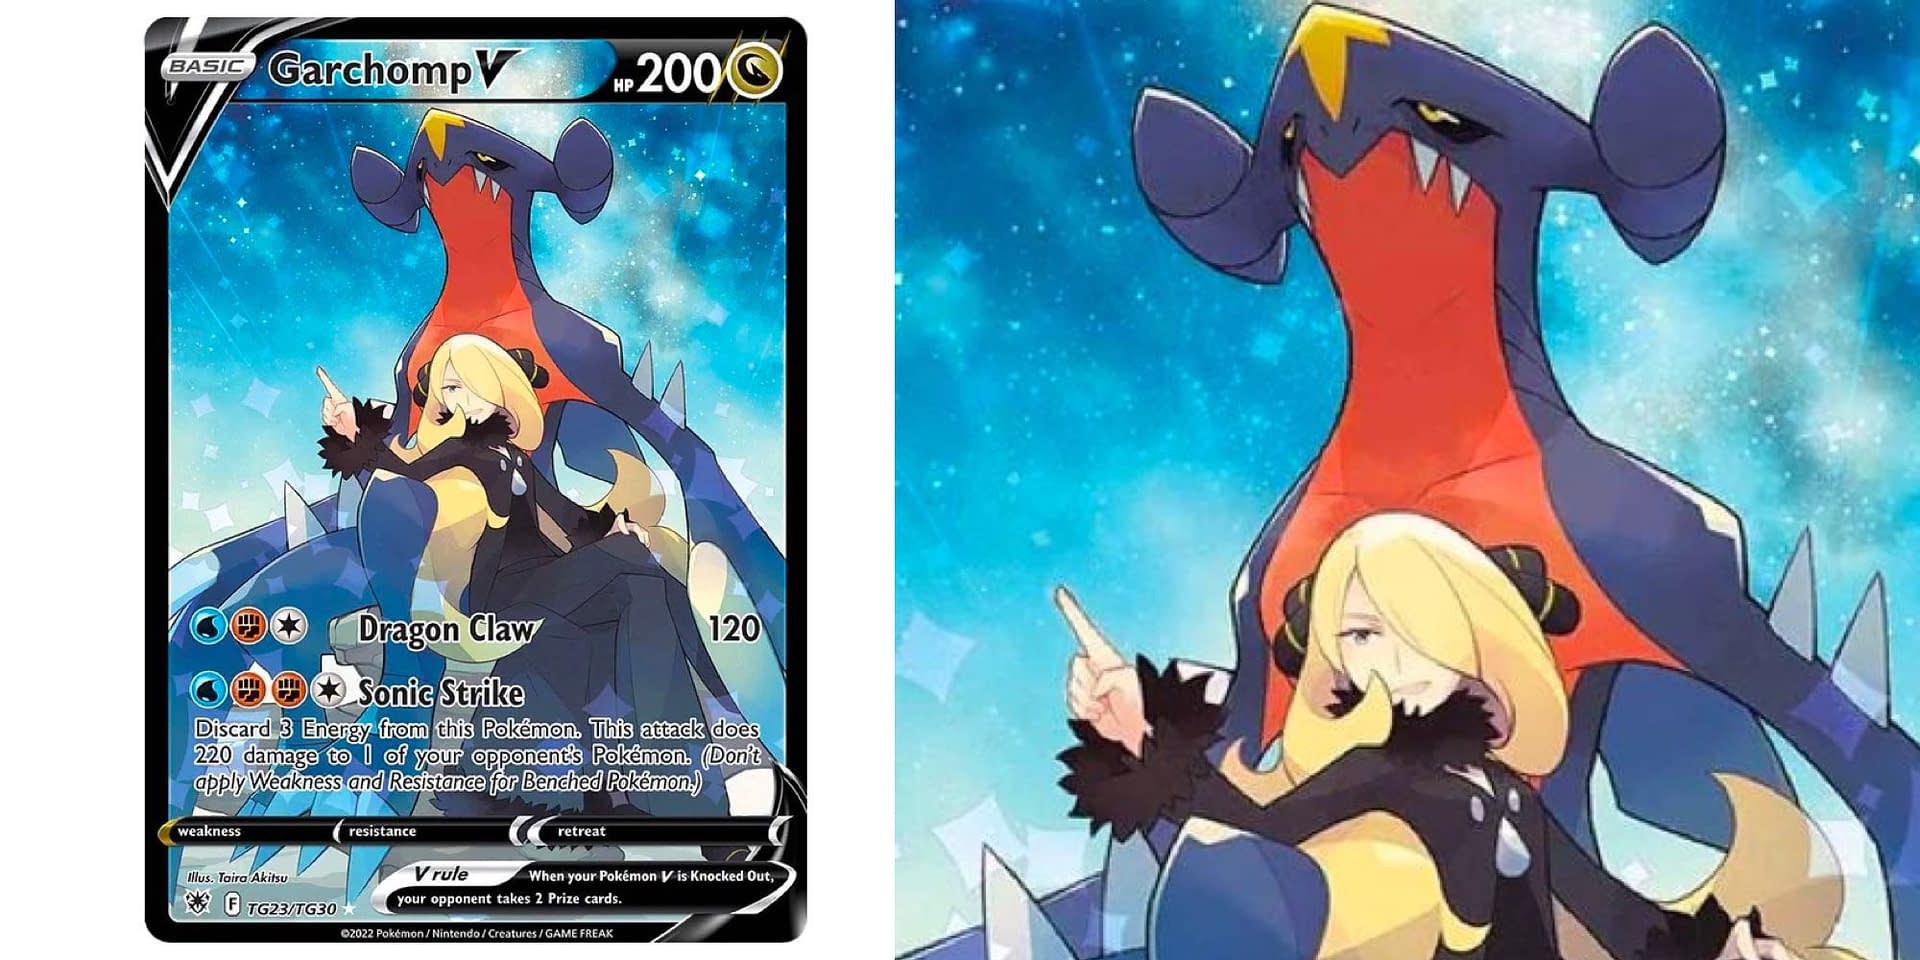 BASIC Garchomp V HP 200
Dragon Claw 120
Sonic Strike
Discard 3 Energy from this Pokémon. This attack does
220 damage to 1 of your opponent's Pokémon. (Don't
apply Weakness and Resistance for Benched Pokémon.)
weakness resistance retreat
Illus. Taira Akitsu
V rule When your Pokémon V is Knocked Out,
your opponent takes 2 Prize cards.
F TG23/TG30
©2022 Pokémon / Nintendo / Creatures / GAME FREAK